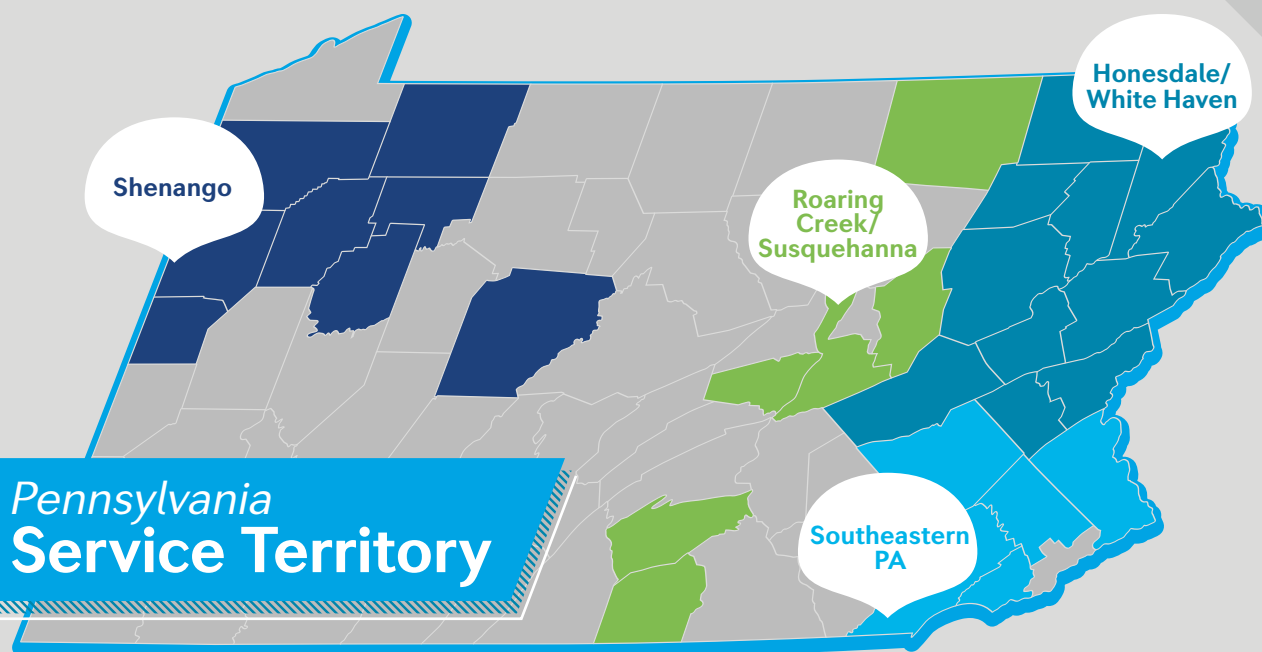 Honesdale/
White Haven
Shenango
Roaring
Creek/
Susquehanna
Pennsylvania
Service Territory
Southeastern
PA